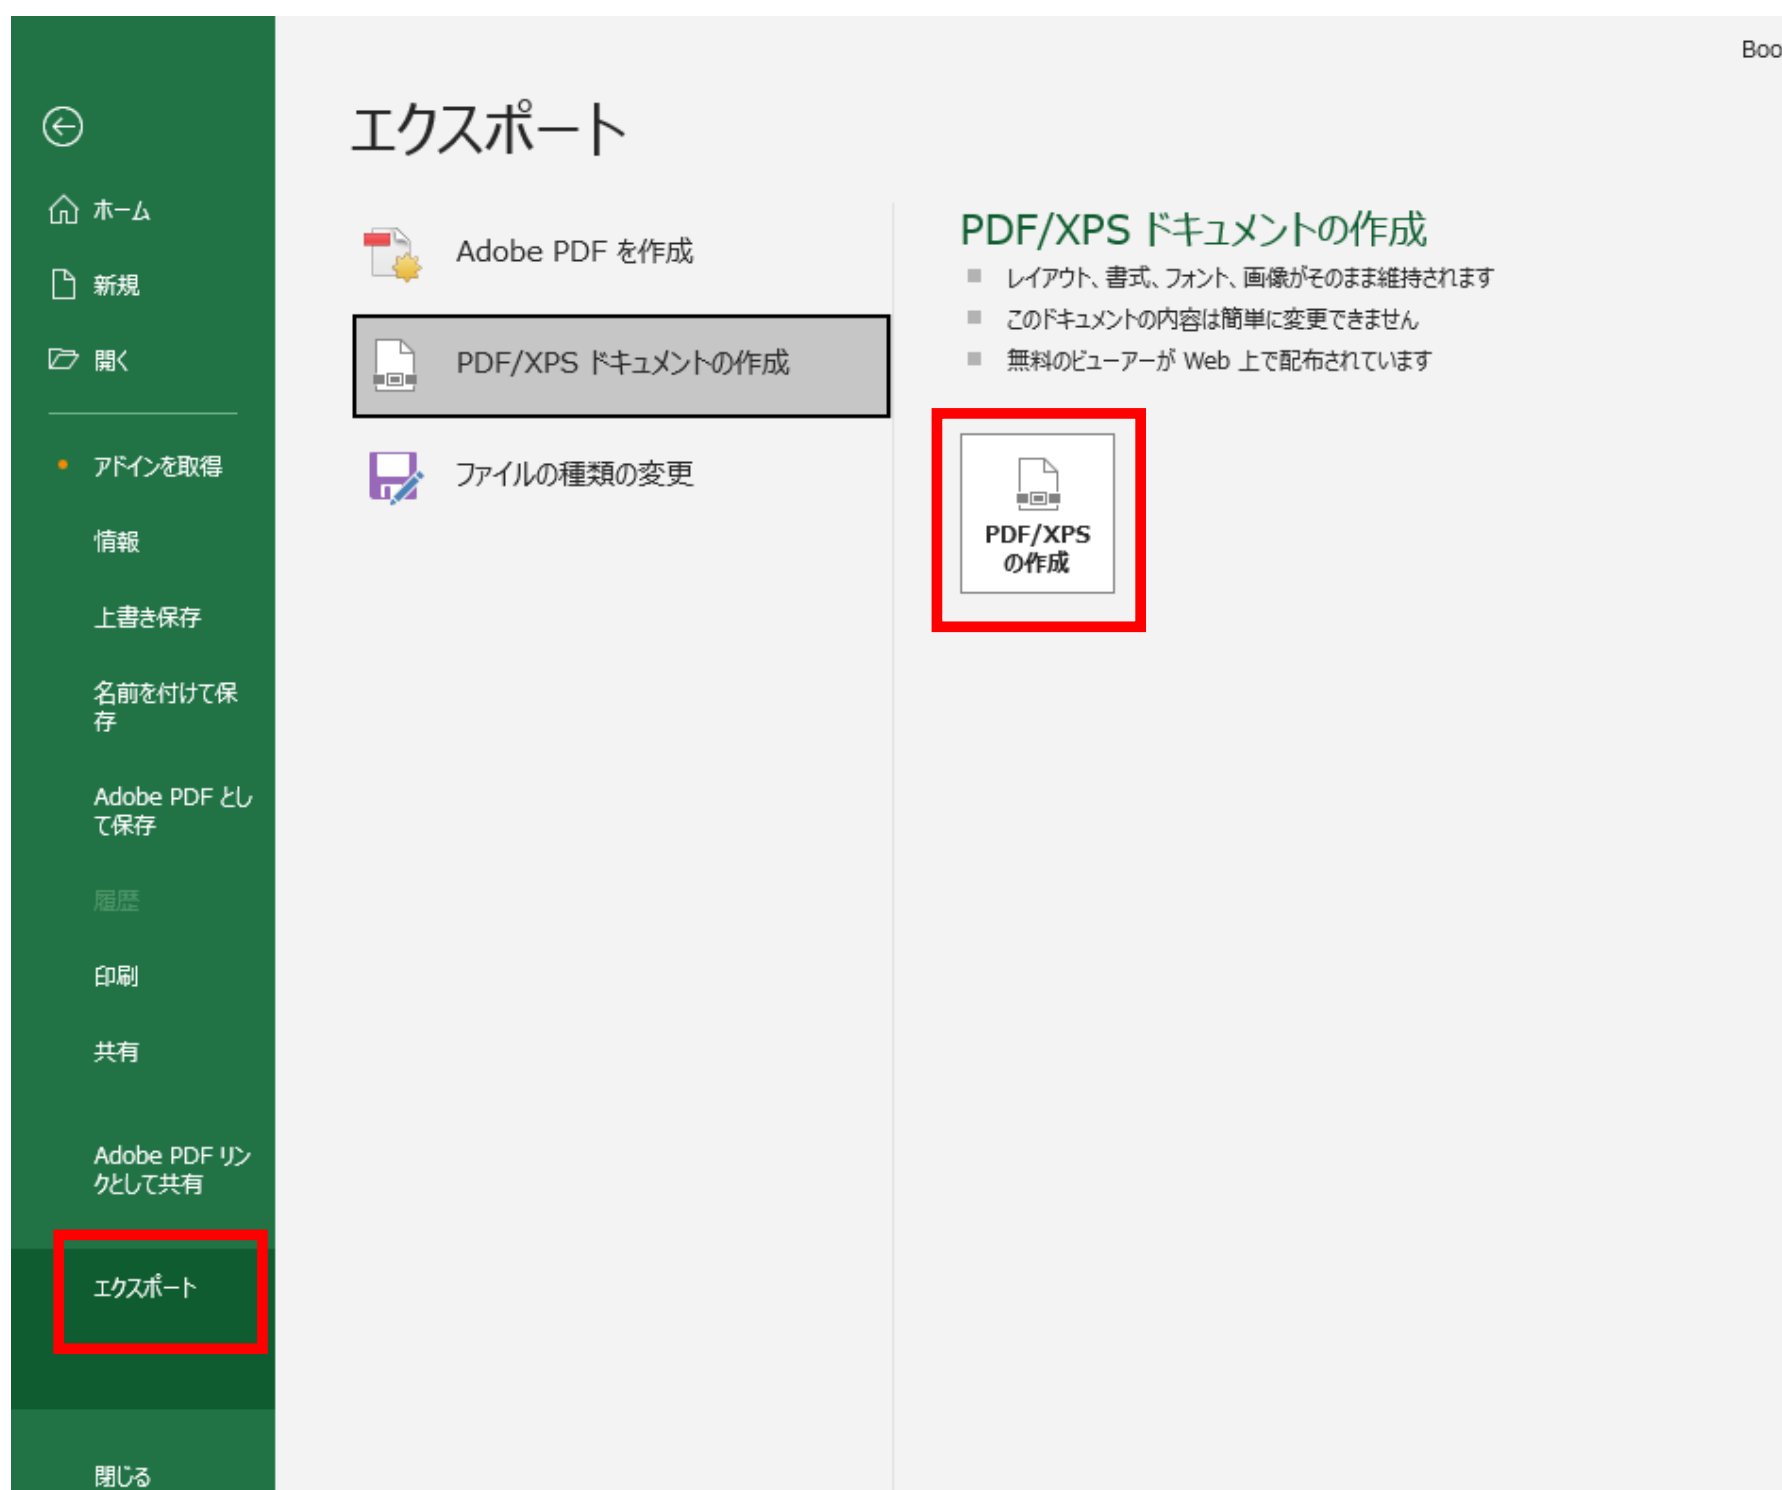 Boo
エクスポート
ホーム
新規
開く
アドインを取得
情報
上書き保存
名前を付けて保
存
Adobe PDF とし
て保存
履歴
印刷
共有
Adobe PDF リン
クとして共有
エクスポート
閉じる
Adobe PDF を作成
PDF/XPS ドキュメントの作成
ファイルの種類の変更
PDF/XPS ドキュメントの作成
レイアウト、書式、フォント、画像がそのまま維持されます
このドキュメントの内容は簡単に変更できません
無料のビューアーが Web 上で配布されています
PDF/XPS
の作成